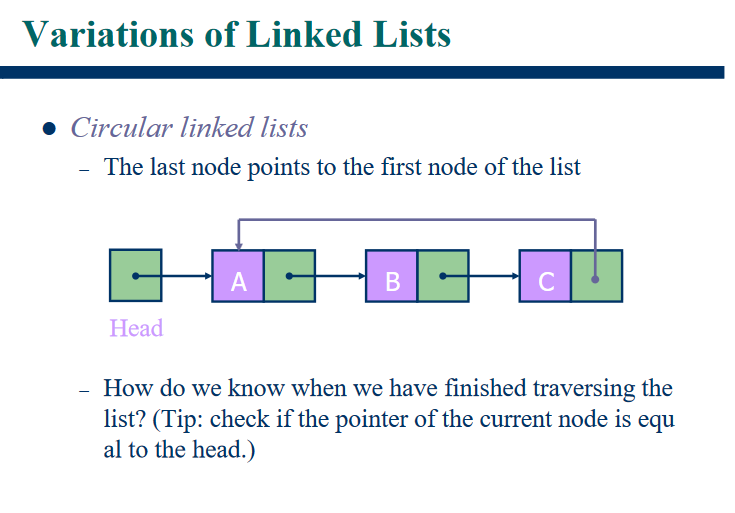 Variations of Linked Lists
● Circular linked lists
– The last node points to the first node of the list
A B C
Head
– How do we know when we have finished traversing the
list? (Tip: check if the pointer of the current node is equ
al to the head.)